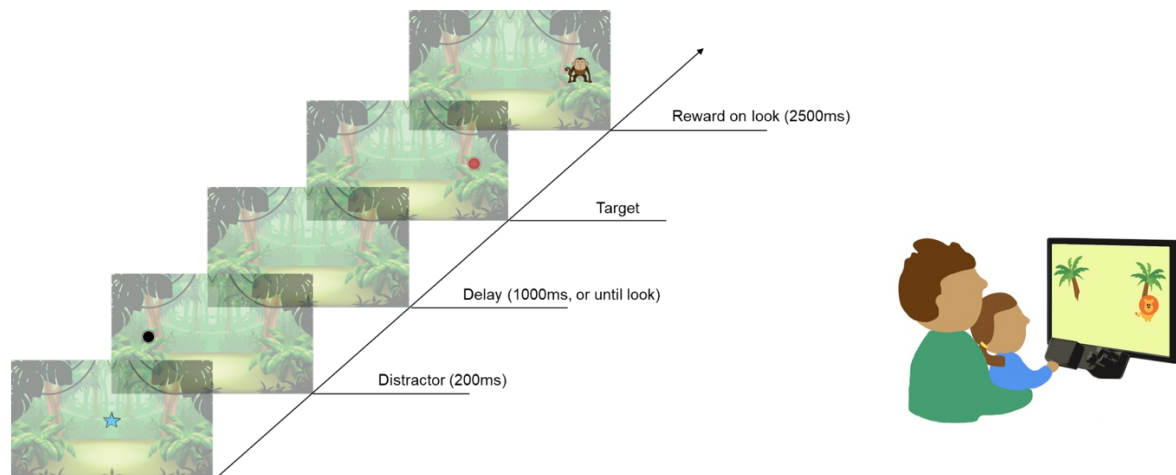 Reward on look (2500ms)
Target
Delay (1000ms, or until look)
Distractor (200ms)